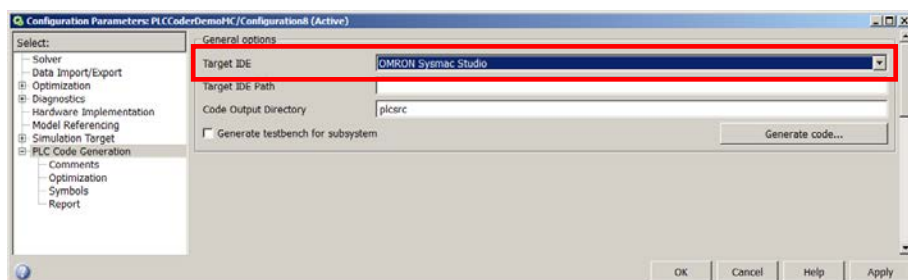 Configuration Parameters: PLCCoderDemoMC/Configuration8 (Active)
Select:
Solver
Data Import/Export
Optimization
Diagnostics
Hardware Implementation
Model Referencing
Simulation Target
PLC Code Generation
Comments
Optimization
Symbols
Report
General options
Target IDE OMRON Sysmac Studio
Target IDE Path
Code Output Directory plcsrc
Generate testbench for subsystem Generate code...
OK Cancel Help Apply